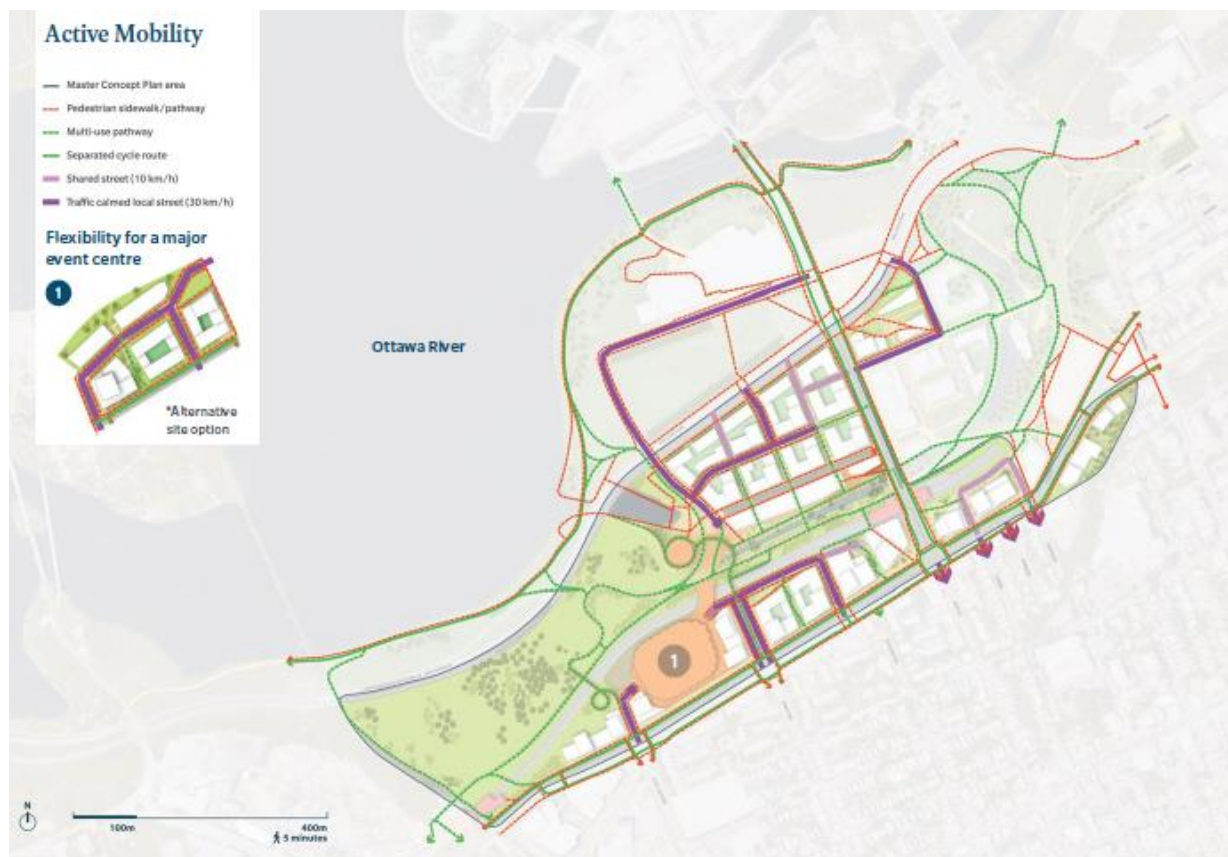 Active Mobility
Master Concept Plan area
Pedestrian sidewalk/pathway
Multi-use pathway
Separated cycle route
Shared street (10 km/h)
Traffic calmed local street (30 km/h)
Flexibility for a major
event centre
1
*Alternative
site option
Ottawa River
1
N
100m
400m
5 minutes